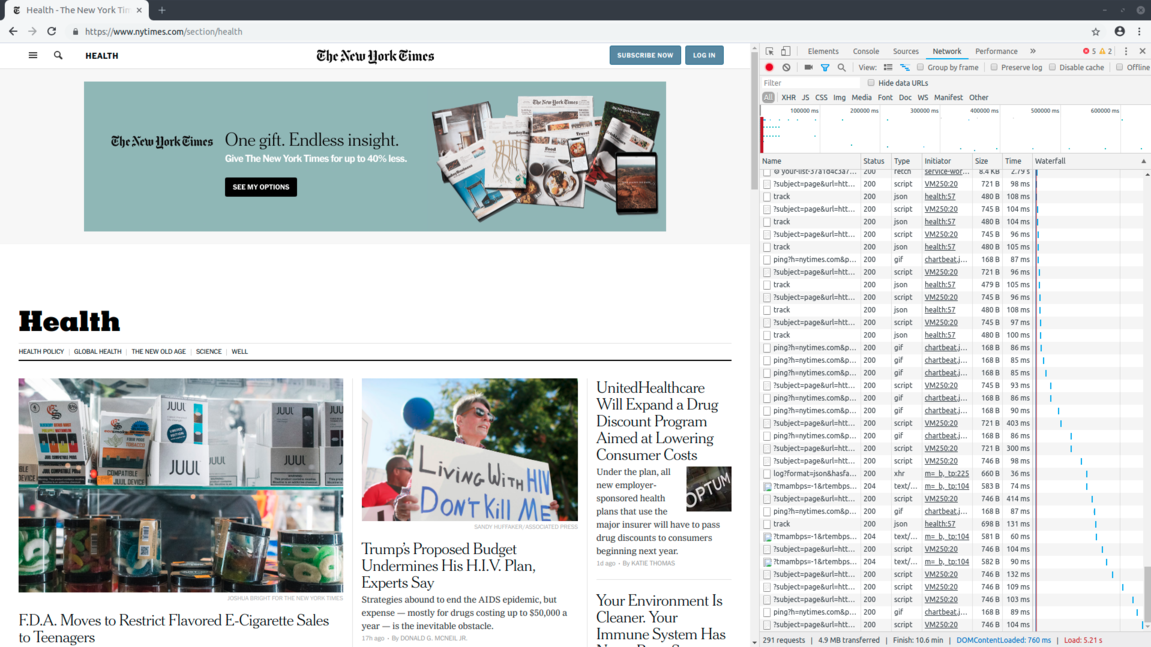 Health - The New York Tim
https://www.nytimes.com/section/health
HEALTH
The New York Times
SUBSCRIBE NOW
LOG IN
The New York Times
One gift. Endless insight.
Give The New York Times for up to 40% less.
SEE MY OPTIONS
Health
HEALTH POLICY
GLOBAL HEALTH
THE NEW OLD AGE
SCIENCE
WELL
JUUL
JUUL
JUUL
COMPATIBLE
JOSHUA BRIGHT FOR THE NEW YORK TIMES
F.D.A. Moves to Restrict Flavored E-Cigarette Sales
to Teenagers
LIVING WITH HIV
DON'T KILL ME
SANDY HUFFAKER/ASSOCIATED PRESS
Trump's Proposed Budget
Undermines His H.I.V. Plan,
Experts Say
Strategies abound to end the AIDS epidemic, but
expense — mostly for drugs costing up to $50,000 a
year — is the inevitable obstacle.
17h ago - By DONALD G. MCNEIL JR.
UnitedHealthcare
Will Expand a Drug
Discount Program
Aimed at Lowering
Consumer Costs
Under the plan, all
new employer-
sponsored health
plans that use the
major insurer will have to pass
drug discounts to consumers
beginning next year.
OPTUM
1d ago - By KATIE THOMAS
Your Environment Is
Cleaner. Your
Immune System Has
Elements Console Sources Network Performance » 5 2
View: Group by frame Preserve log Disable cache Offline
Filter Hide data URLs
All XHR JS CSS Img Media Font Doc WS Manifest Other
100000 ms 200000 ms 300000 ms 400000 ms 500000 ms 600000 ms
Name Status Type Initiator Size Time Waterfall
200 fetch service-wor... 8.4 KB 2.79 s
?subject=page&url=htt... 200 script VM250:20 721 B 98 ms
track 200 json health:57 480 B 108 ms
?subject=page&url=htt... 200 script VM250:20 745 B 104 ms
track 200 json health:57 480 B 104 ms
?subject=page&url=htt... 200 script VM250:20 745 B 96 ms
track 200 json health:57 480 B 105 ms
ping?h=nytimes.com&p... 200 gif chartbeat.j... 168 B 87 ms
?subject=page&url=htt... 200 script VM250:20 721 B 96 ms
track 200 json health:57 479 B 105 ms
?subject=page&url=htt... 200 script VM250:20 745 B 96 ms
track 200 json health:57 480 B 108 ms
?subject=page&url=htt... 200 script VM250:20 745 B 97 ms
track 200 json health:57 480 B 100 ms
ping?h=nytimes.com&p... 200 gif chartbeat.j... 168 B 86 ms
ping?h=nytimes.com&p... 200 gif chartbeat.j... 168 B 85 ms
ping?h=nytimes.com&p... 200 gif chartbeat.j... 168 B 85 ms
?subject=page&url=htt... 200 script VM250:20 745 B 93 ms
ping?h=nytimes.com&p... 200 gif chartbeat.j... 168 B 86 ms
ping?h=nytimes.com&p... 200 gif chartbeat.j... 168 B 90 ms
?subject=page&url=htt... 200 script VM250:20 721 B 403 ms
ping?h=nytimes.com&p... 200 gif chartbeat.j... 168 B 86 ms
?subject=page&url=htt... 200 script VM250:20 721 B 300 ms
?subject=page&url=htt... 200 script VM250:20 746 B 98 ms
log?format=json&hasfa... 200 xhr m=_b,_tp:225 660 B 36 ms
?tmambps=-1&rtembps... 204 text/... m=_b,_tp:104 583 B 74 ms
?subject=page&url=htt... 200 script VM250:20 746 B 414 ms
ping?h=nytimes.com&p... 200 gif chartbeat.j... 168 B 87 ms
track 200 json health:57 698 B 131 ms
?tmambps=-1&rtembps... 204 text/... m=_b,_tp:104 581 B 60 ms
?subject=page&url=htt... 200 script VM250:20 746 B 104 ms
?tmambps=-1&rtembps... 204 text/... m=_b,_tp:104 582 B 90 ms
?subject=page&url=htt... 200 script VM250:20 746 B 132 ms
?subject=page&url=htt... 200 script VM250:20 746 B 109 ms
?subject=page&url=htt... 200 script VM250:20 746 B 103 ms
ping?h=nytimes.com&p... 200 gif chartbeat.j... 168 B 89 ms
?subject=page&url=htt... 200 script VM250:20 746 B 104 ms
291 requests | 4.9 MB transferred | Finish: 10.6 min | DOMContentLoaded: 760 ms | Load: 5.21 s